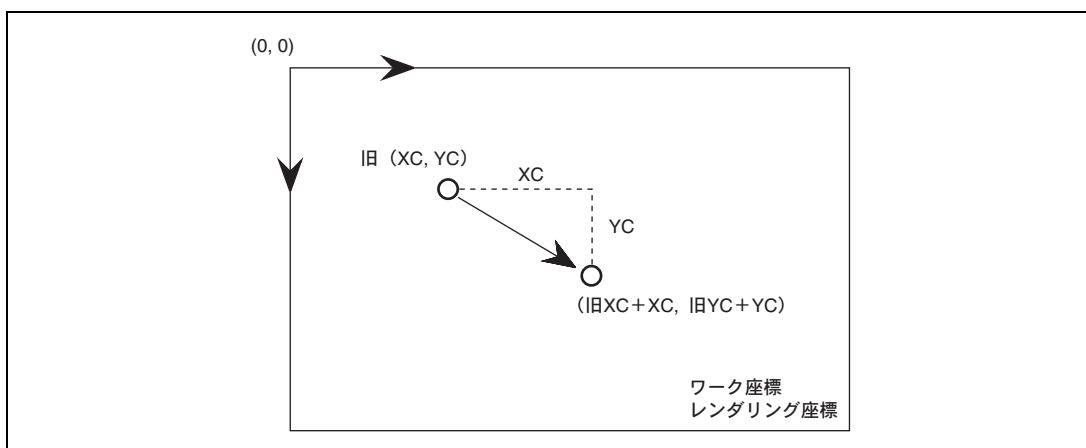 (0, 0)
旧（XC, YC）
XC
YC
（旧XC＋XC, 旧YC＋YC）
ワーク座標
レンダリング座標